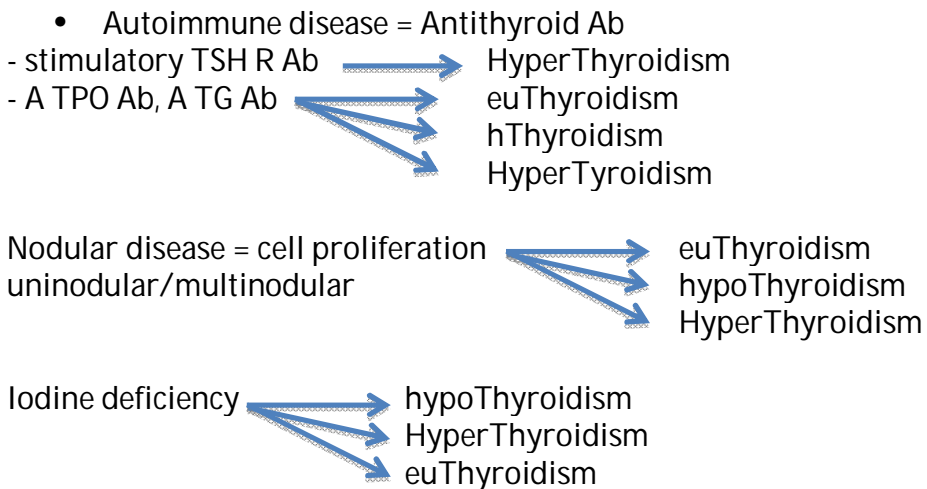 • Autoimmune disease = Antithyroid Ab
- stimulatory TSH R Ab HyperThyroidism
- A TPO Ab, A TG Ab euThyroidism
hThyroidism
HyperTyroidism
Nodular disease = cell proliferation euThyroidism
uninodular/multinodular hypoThyroidism
HyperThyroidism
Iodine deficiency hypoThyroidism
HyperThyroidism
euThyroidism